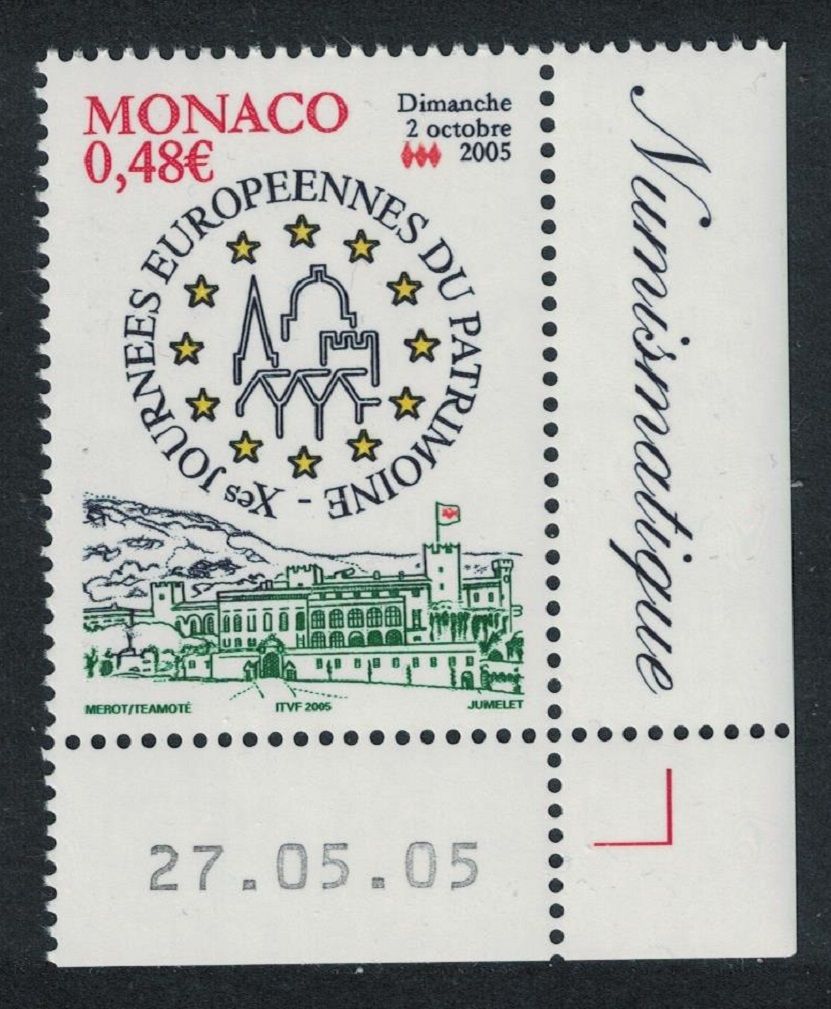 MONACO
0,48€
Dimanche
2 octobre
2005
Xes JOURNEES EUROPEENNES DU PATRIMOINE -
MEROT/TEAMOTÉ
ITVF 2005
JUMELET
Numismatique
27.05.05